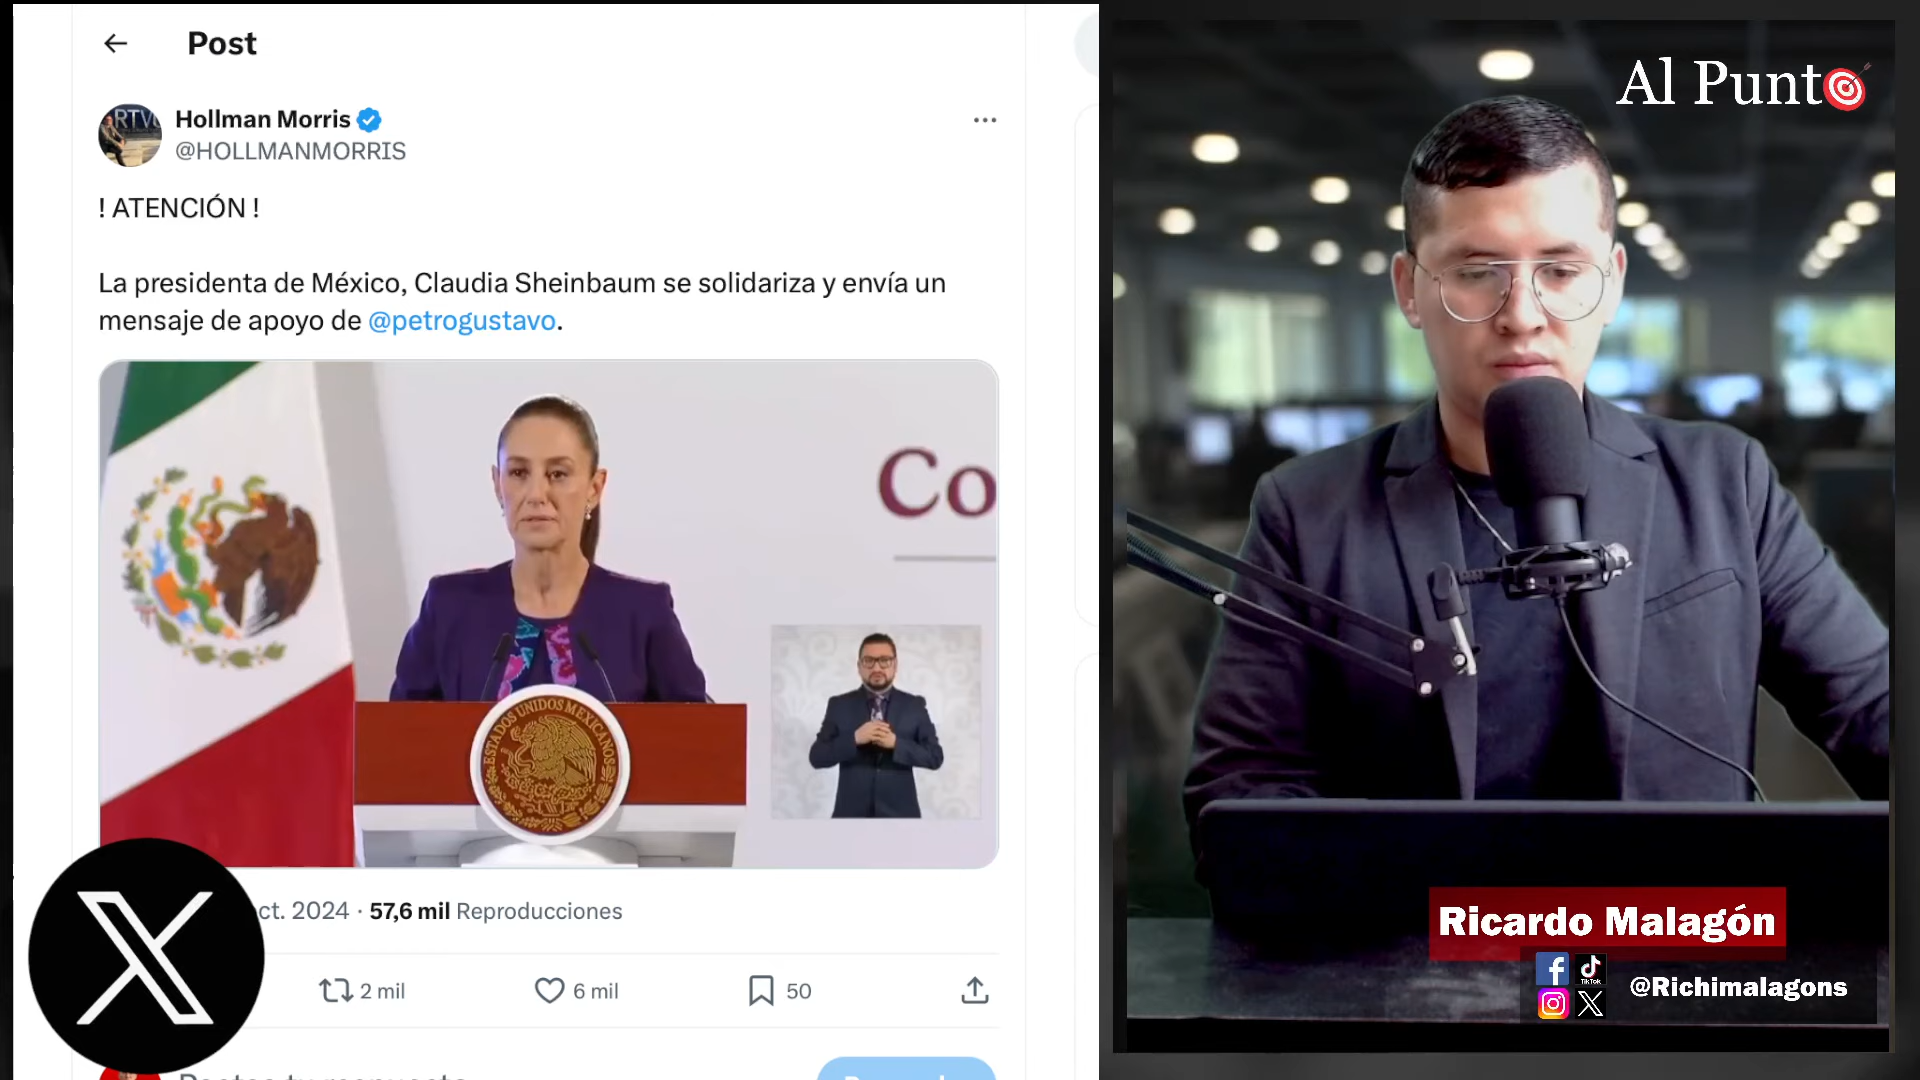 Post
Hollman Morris
@HOLLMANMORRIS
! ATENCIÓN !
La presidenta de México, Claudia Sheinbaum se solidariza y envía un
mensaje de apoyo de @petrogustavo.
Co
ESTADOS UNIDOS MEXICANOS
ct. 2024 · 57,6 mil Reproducciones
2 mil
6 mil
50
Al Punto
Ricardo Malagón
TikTok
@Richimalagons